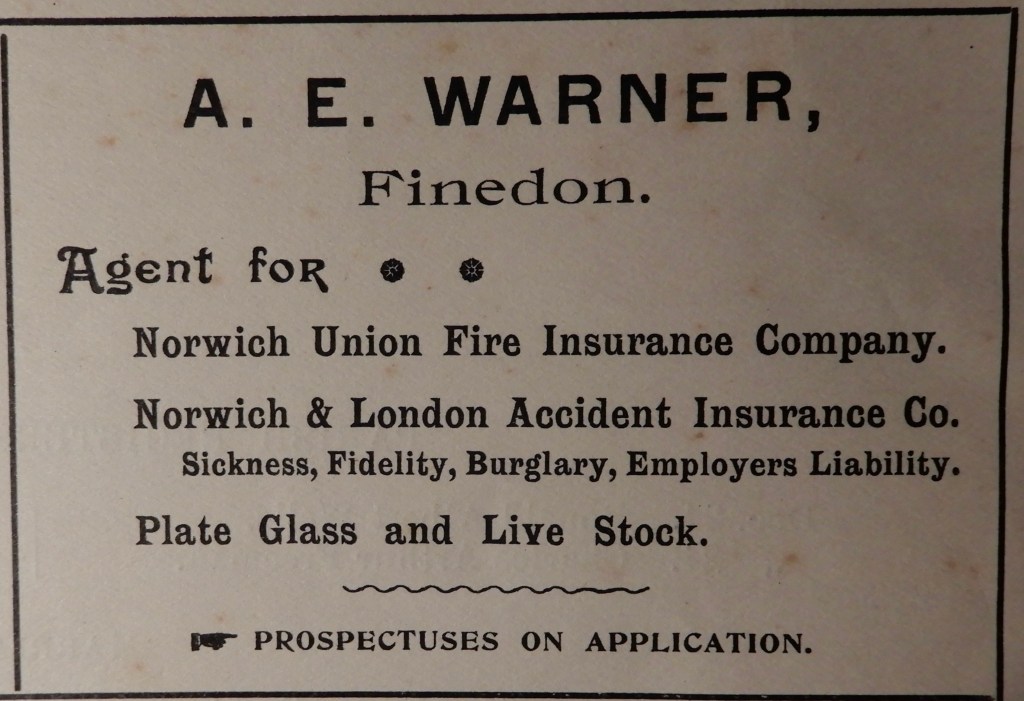 A. E. WARNER,
Finedon.
Agent for
Norwich Union Fire Insurance Company.
Norwich & London Accident Insurance Co.
Sickness, Fidelity, Burglary, Employers Liability.
Plate Glass and Live Stock.
☛ PROSPECTUSES ON APPLICATION.